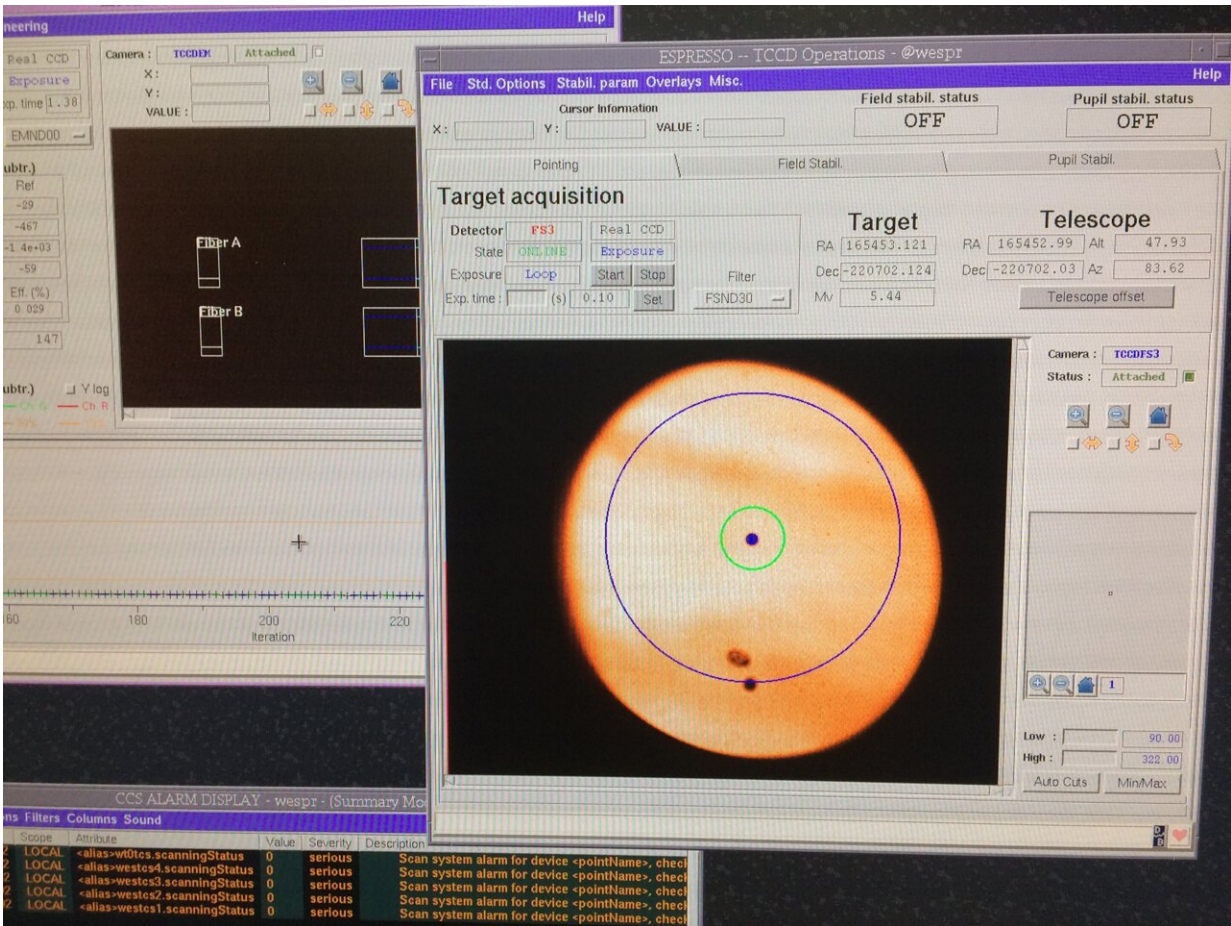 neering
Help
Real CCD
Exposure
xp. time 1.38
EMND00
Camera : TCCDEM Attached
X :
Y :
VALUE :
ubtr.)
Ref
-29
-467
-1.4e+03
-59
Eff. (%)
0.029
147
Fiber A
Fiber B
ubtr.)
Y log
Ch R
160 180 200 220
Iteration
ESPRESSO -- TCCD Operations - @wespr
File Std. Options Stabil. param Overlays Misc.
Help
Cursor Information
X : Y : VALUE :
Field stabil. status
OFF
Pupil stabil. status
OFF
Pointing Field Stabil. Pupil Stabil.
Target acquisition
Detector FS3 Real CCD
State ONLINE Exposure
Exposure Loop Start Stop
Exp. time : (s) 0.10 Set
Filter
FSND30
Target
RA 165453.121
Dec -220702.124
Mv 5.44
Telescope
RA 165452.99 Alt 47.93
Dec -220702.03 Az 83.62
Telescope offset
Camera : TCCDFS3
Status : Attached
1
Low : 90.00
High : 322.00
Auto Cuts Min/Max
CCS ALARM DISPLAY - wespr - (Summary Mo
ns Filters Columns Sound
Scope Attribute Value Severity Description
LOCAL <alias>wt0tcs.scanningStatus 0 serious Scan system alarm for device <pointName>, check
LOCAL <alias>westcs4.scanningStatus 0 serious Scan system alarm for device <pointName>, check
LOCAL <alias>westcs3.scanningStatus 0 serious Scan system alarm for device <pointName>, check
LOCAL <alias>westcs2.scanningStatus 0 serious Scan system alarm for device <pointName>, check
LOCAL <alias>westcs1.scanningStatus 0 serious Scan system alarm for device <pointName>, check